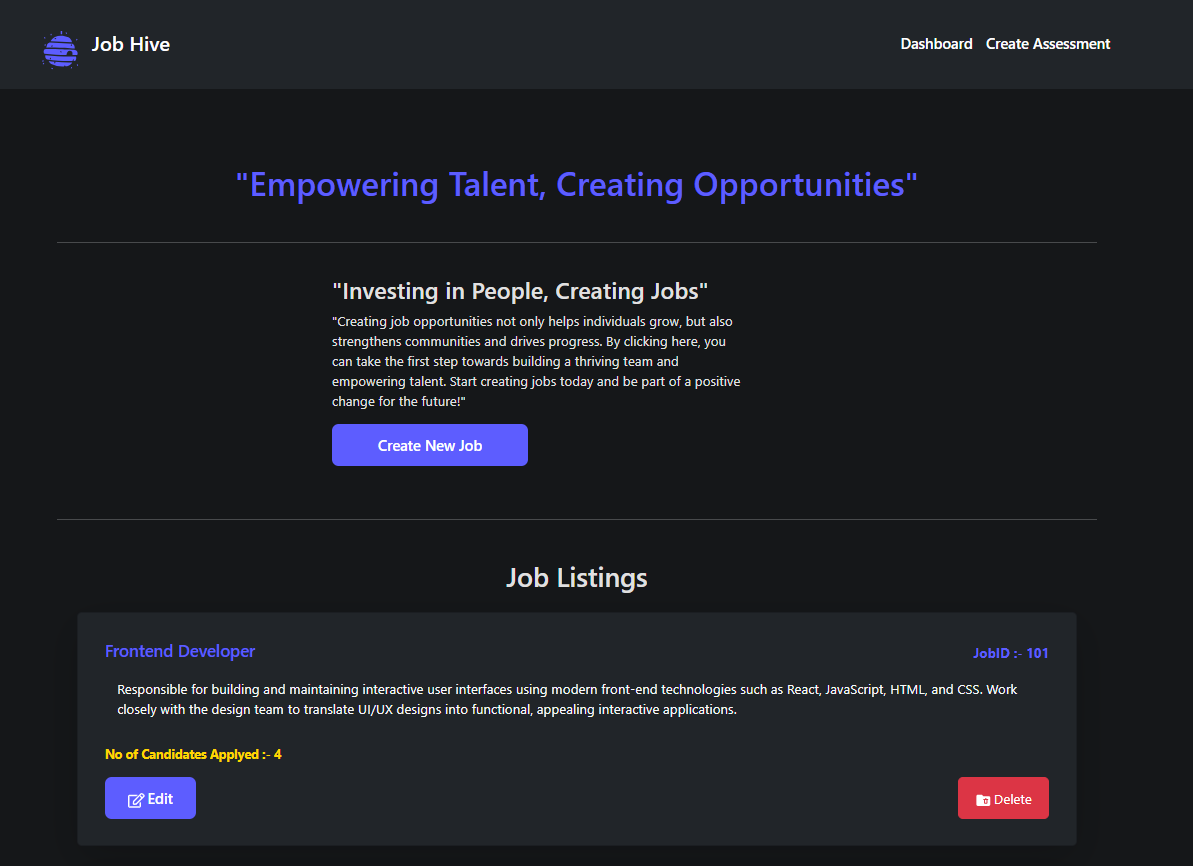 Job Hive
Dashboard Create Assessment
"Empowering Talent, Creating Opportunities"
"Investing in People, Creating Jobs"
"Creating job opportunities not only helps individuals grow, but also
strengthens communities and drives progress. By clicking here, you
can take the first step towards building a thriving team and
empowering talent. Start creating jobs today and be part of a positive
change for the future!"
Create New Job
Job Listings
Frontend Developer
JobID :- 101
Responsible for building and maintaining interactive user interfaces using modern front-end technologies such as React, JavaScript, HTML, and CSS. Work
closely with the design team to translate UI/UX designs into functional, appealing interactive applications.
No of Candidates Applyed :- 4
Edit
Delete